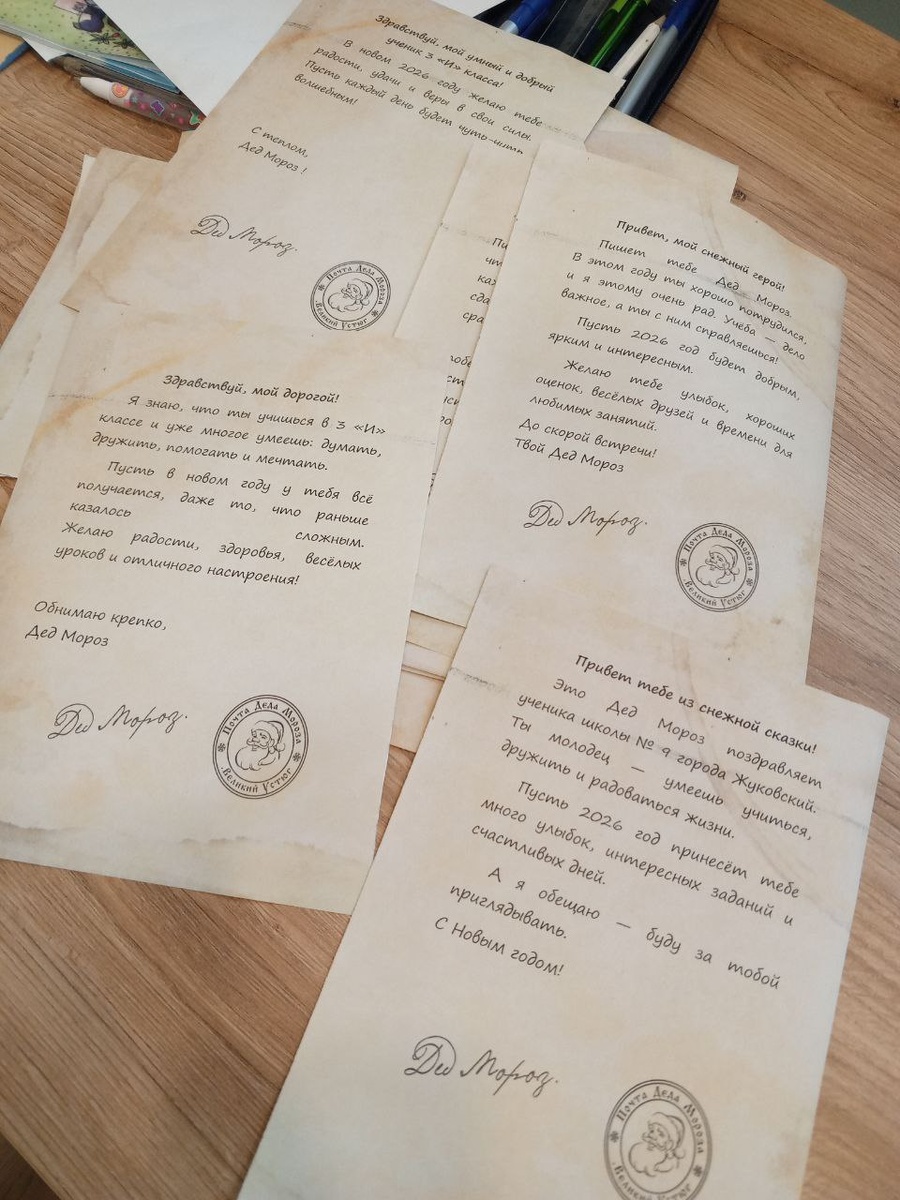 Здравствуй, мой умный и добрый
ученик 3 «И» класса!
В новом 2026 году желаю тебе
радости, удачи и веры в свои силы.
Пусть каждый день будет чуть-чуть
волшебным!
С теплом,
Дед Мороз!
Дед Мороз.
Почта Деда Мороза
Великий Устюг
Привет, мой снежный герой!
Пишет тебе Дед Мороз.
В этом году ты хорошо потрудился,
и я этому очень рад. Учёба — дело
важное, а ты с ним справляешься!
Пусть 2026 год будет добрым,
ярким и интересным.
Желаю тебе улыбок, хороших
оценок, весёлых друзей и времени для
любимых занятий.
До скорой встречи!
Твой Дед Мороз
Дед Мороз.
Почта Деда Мороза
Великий Устюг
Здравствуй, мой дорогой!
Я знаю, что ты учишься в 3 «И»
классе и уже многое умеешь: думать,
дружить, помогать и мечтать.
Пусть в новом году у тебя всё
получается, даже то, что раньше
казалось сложным.
Желаю радости, здоровья, весёлых
уроков и отличного настроения!
Обнимаю крепко,
Дед Мороз
Дед Мороз.
Почта Деда Мороза
Великий Устюг
Привет тебе из снежной сказки!
Это Дед Мороз поздравляет
ученика школы № 9 города Жуковский.
Ты молодец — умеешь учиться,
дружить и радоваться жизни.
Пусть 2026 год принесёт тебе
много улыбок, интересных заданий и
счастливых дней.
А я обещаю — буду за тобой
приглядывать.
С Новым годом!
Дед Мороз.
Почта Деда Мороза
Великий Устюг